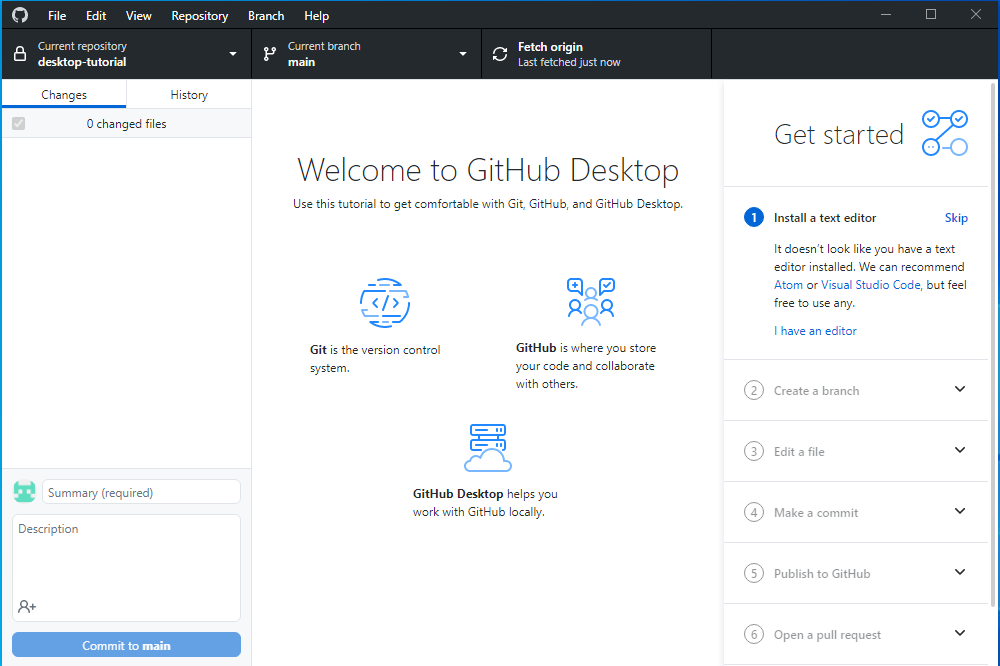 File Edit View Repository Branch Help
Current repository
desktop-tutorial
Current branch
main
Fetch origin
Last fetched just now
Changes
History
0 changed files
Summary (required)
Description
Commit to main
Welcome to GitHub Desktop
Use this tutorial to get comfortable with Git, GitHub, and GitHub Desktop.
Git is the version control
system.
GitHub is where you store
your code and collaborate
with others.
GitHub Desktop helps you
work with GitHub locally.
Get started
1 Install a text editor Skip
It doesn’t look like you have a text
editor installed. We can recommend
Atom or Visual Studio Code, but feel
free to use any.
I have an editor
2 Create a branch
3 Edit a file
4 Make a commit
5 Publish to GitHub
6 Open a pull request